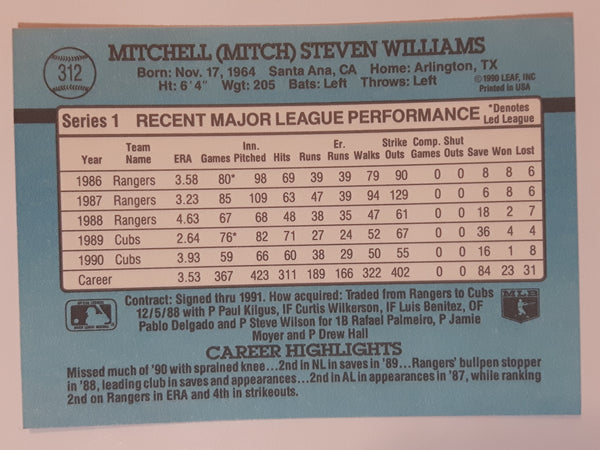 312
MITCHELL (MITCH) STEVEN WILLIAMS
Born: Nov. 17, 1964 Santa Ana, CA Home: Arlington, TX
Ht: 6'4" Wgt: 205 Bats: Left Throws: Left
©1990 LEAF, INC
Printed in USA
Series 1 RECENT MAJOR LEAGUE PERFORMANCE *Denotes Led League
Year Team Name ERA Games Inn. Pitched Hits Runs Er. Runs Walks Strike Outs Comp. Games Shut Outs Save Won Lost
1986 Rangers 3.58 80* 98 69 39 39 79 90 0 0 8 8 6
1987 Rangers 3.23 85 109 63 47 39 94 129 0 0 6 8 6
1988 Rangers 4.63 67 68 48 38 35 47 61 0 0 18 2 7
1989 Cubs 2.64 76* 82 71 27 24 52 67 0 0 36 4 4
1990 Cubs 3.93 59 66 60 38 29 50 55 0 0 16 1 8
Career 3.53 367 423 311 189 166 322 402 0 0 84 23 31
Contract: Signed thru 1991. How acquired: Traded from Rangers to Cubs
12/5/88 with P Paul Kilgus, IF Curtis Wilkerson, IF Luis Benitez, OF
Pablo Delgado and P Steve Wilson for 1B Rafael Palmeiro, P Jamie
Moyer and P Drew Hall
MLB
CAREER HIGHLIGHTS
Missed much of '90 with sprained knee...2nd in NL in saves in '89...Rangers' bullpen stopper
in '88, leading club in saves and appearances...2nd in AL in appearances in '87, while ranking
2nd on Rangers in ERA and 4th in strikeouts.